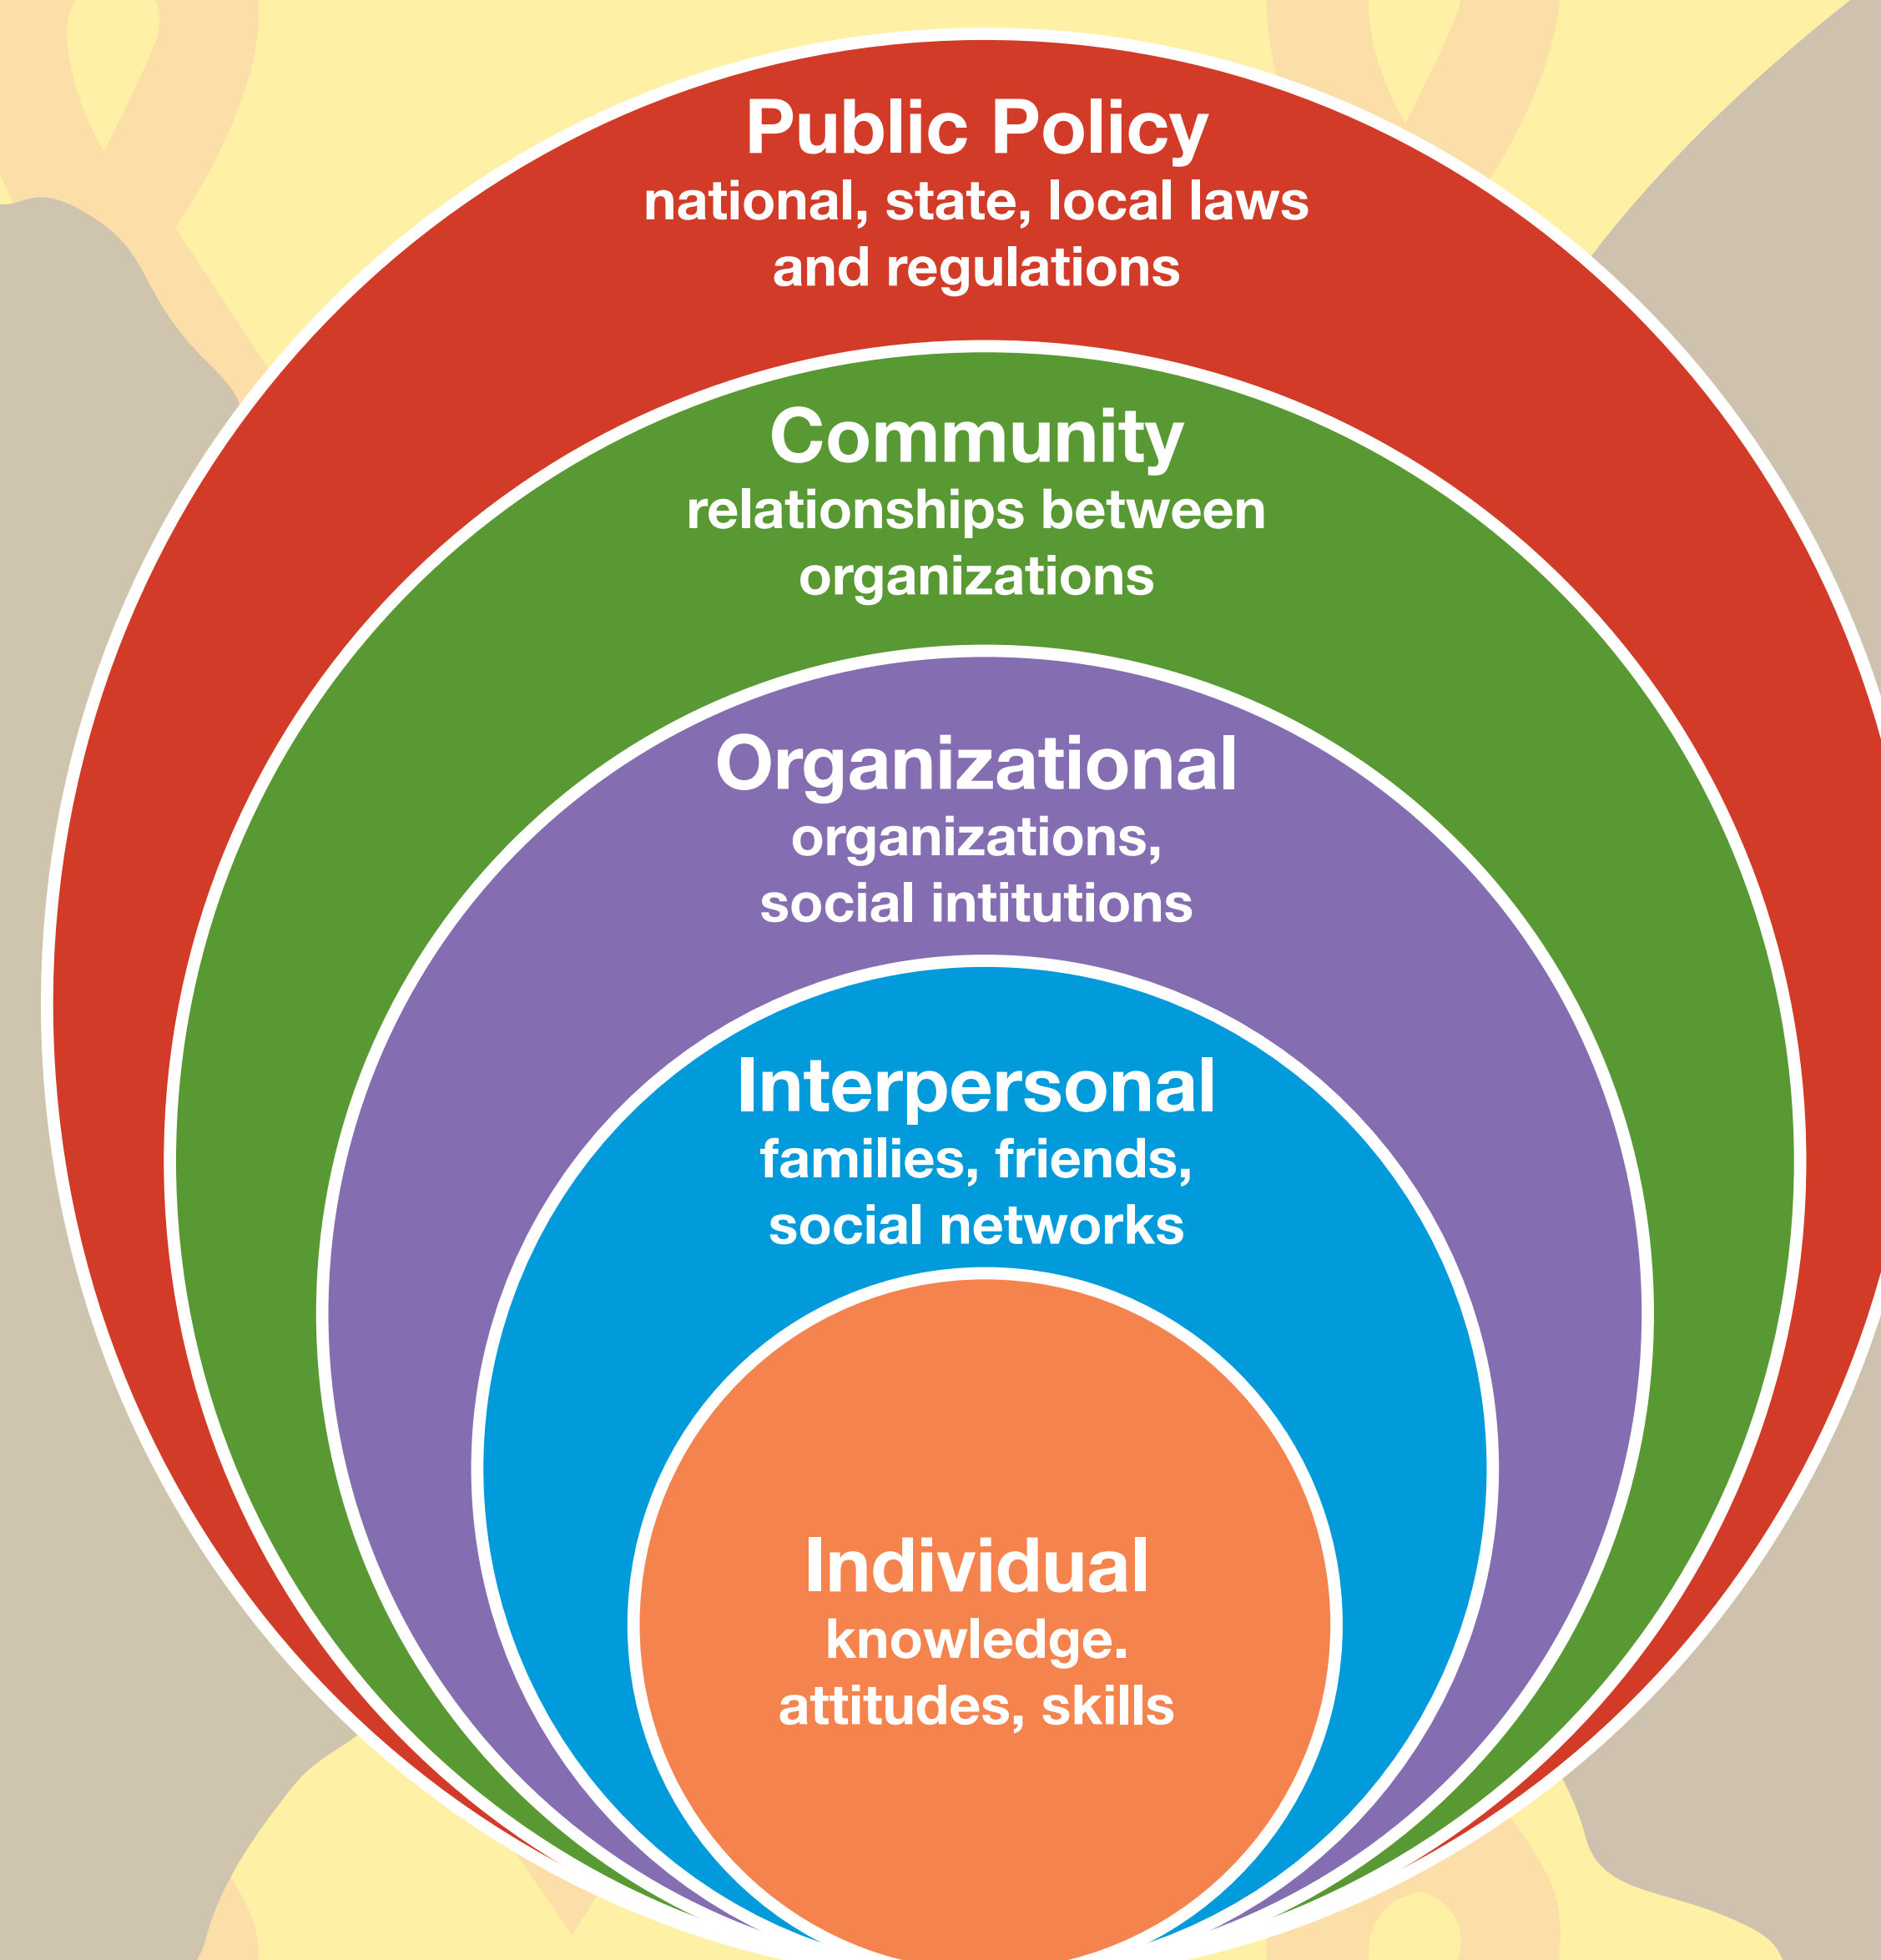 Public Policy
national, state, local laws
and regulations
Community
relationships between
organizations
Organizational
organizations,
social intitutions
Interpersonal
families, friends,
social networks
Individual
knowledge.
attitudes, skills